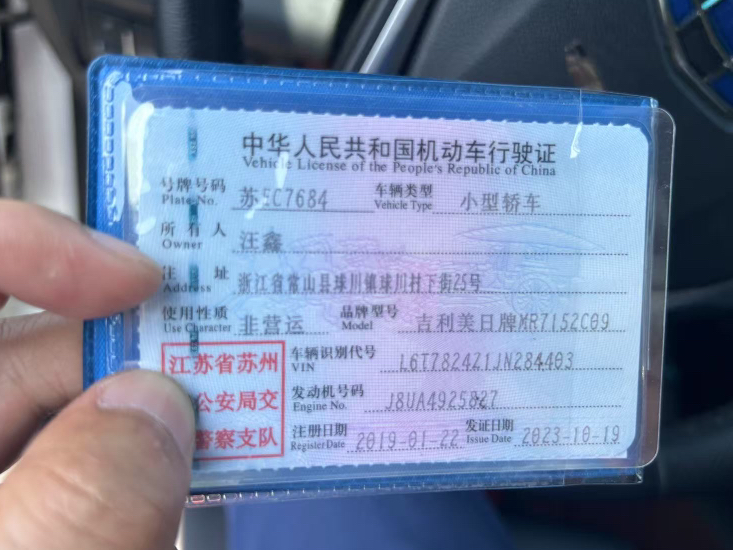 中华人民共和国机动车行驶证
Vehicle License of the People's Republic of China
号牌号码 苏5C7684 车辆类型 小型轿车
Plate No. Vehicle Type
所有人 汪鑫
Owner
住址 浙江省常山县球川镇球川村下街25号
Address
使用性质 非营运 品牌型号 吉利美日牌MR7152C09
Use Character Model
江苏省苏州 车辆识别代号 L6T7824Z1JN284403
VIN
公安局交 发动机号码 J8UA4925827
Engine No.
警察支队 注册日期 2019-01-22 发证日期 2023-10-19
Register Date Issue Date